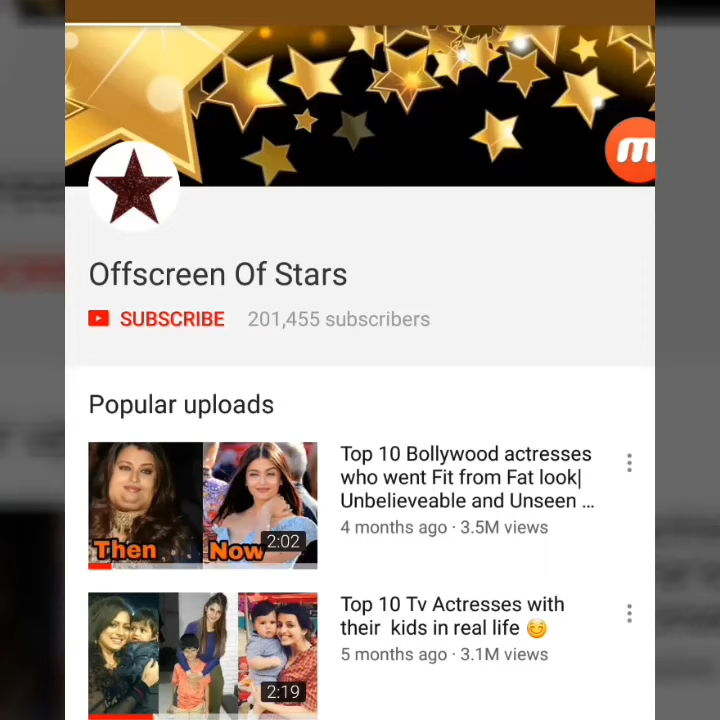 m
Offscreen Of Stars
SUBSCRIBE 201,455 subscribers
Popular uploads
Then
Now
2:02
Top 10 Bollywood actresses
who went Fit from Fat look|
Unbelieveable and Unseen ...
4 months ago · 3.5M views
2:19
Top 10 Tv Actresses with
their kids in real life 😊
5 months ago · 3.1M views